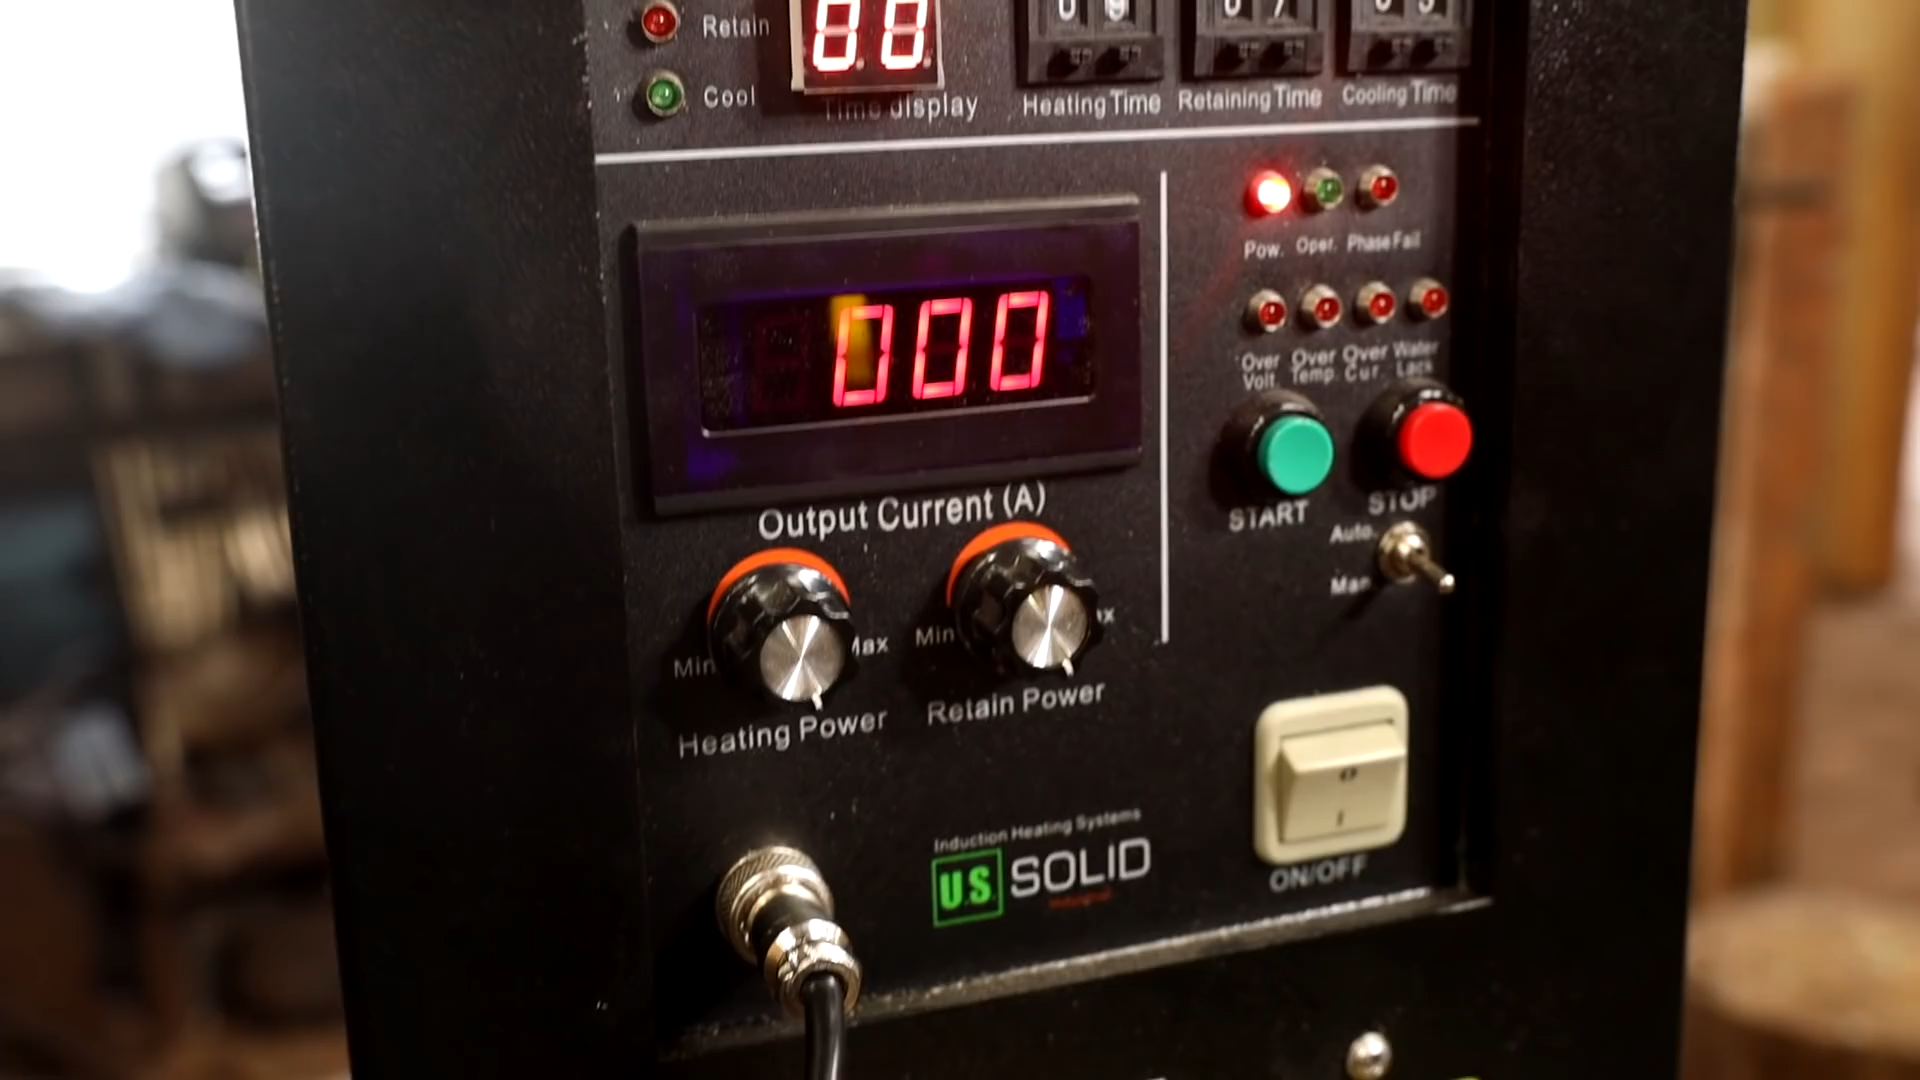 Retain
Cool
88
Time display
Heating Time
Retaining Time
Cooling Time
000
Output Current (A)
Pow. Oper. Phase Fail
Over Volt. Over Temp. Over Cur. Water Lack
START
STOP
Auto.
Man
Min
Max
Heating Power
Min
Retain Power
Induction Heating Systems
U.S. SOLID
O
I
ON/OFF